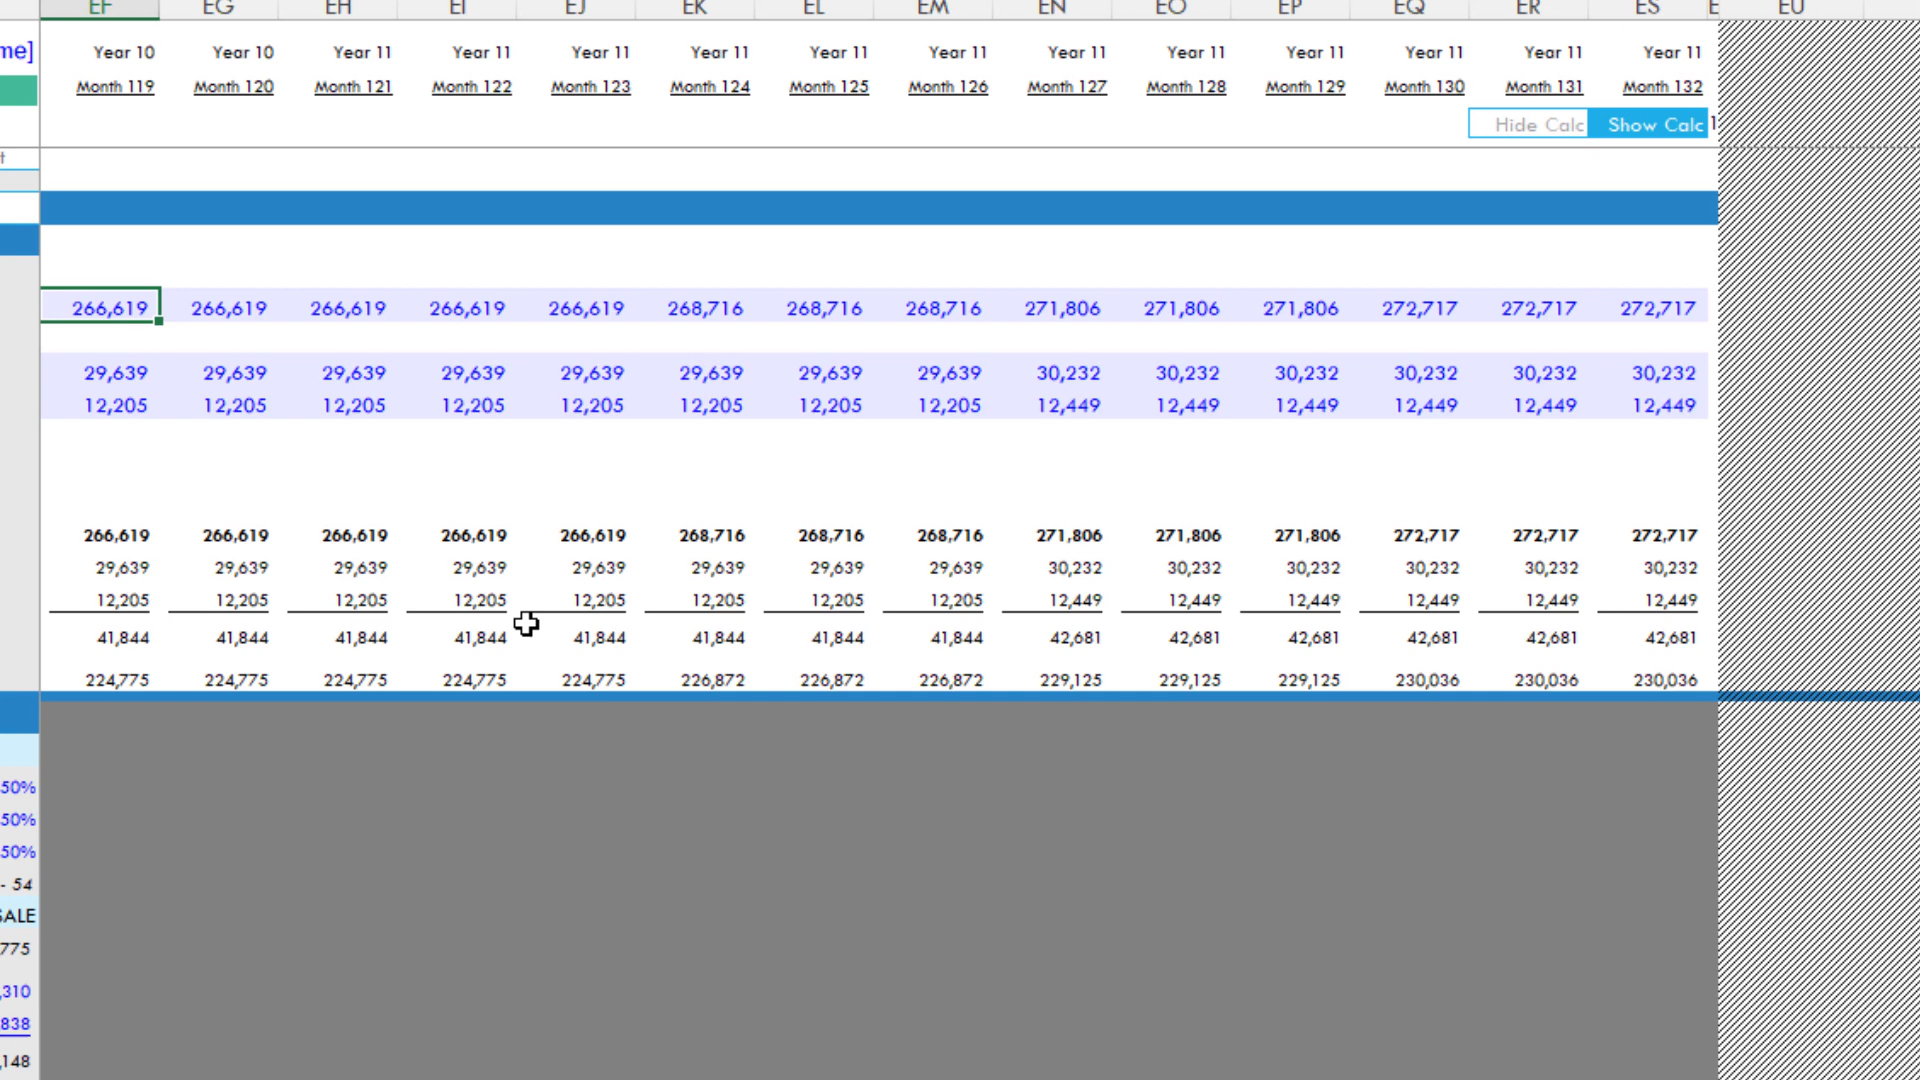 EF EG EH EI EJ EK EL EM EN EO EP EQ ER ES E EU
me] Year 10 Year 10 Year 11 Year 11 Year 11 Year 11 Year 11 Year 11 Year 11 Year 11 Year 11 Year 11 Year 11 Year 11
Month 119 Month 120 Month 121 Month 122 Month 123 Month 124 Month 125 Month 126 Month 127 Month 128 Month 129 Month 130 Month 131 Month 132
Hide Calc Show Calc 1
t
266,619 266,619 266,619 266,619 266,619 268,716 268,716 268,716 271,806 271,806 271,806 272,717 272,717 272,717
29,639 29,639 29,639 29,639 29,639 29,639 29,639 29,639 30,232 30,232 30,232 30,232 30,232 30,232
12,205 12,205 12,205 12,205 12,205 12,205 12,205 12,205 12,449 12,449 12,449 12,449 12,449 12,449
266,619 266,619 266,619 266,619 266,619 268,716 268,716 268,716 271,806 271,806 271,806 272,717 272,717 272,717
29,639 29,639 29,639 29,639 29,639 29,639 29,639 29,639 30,232 30,232 30,232 30,232 30,232 30,232
12,205 12,205 12,205 12,205 12,205 12,205 12,205 12,205 12,449 12,449 12,449 12,449 12,449 12,449
41,844 41,844 41,844 41,844 41,844 41,844 41,844 41,844 42,681 42,681 42,681 42,681 42,681 42,681
224,775 224,775 224,775 224,775 224,775 226,872 226,872 226,872 229,125 229,125 229,125 230,036 230,036 230,036
50%
.50%
.50%
- 54
SALE
775
,310
838
,148